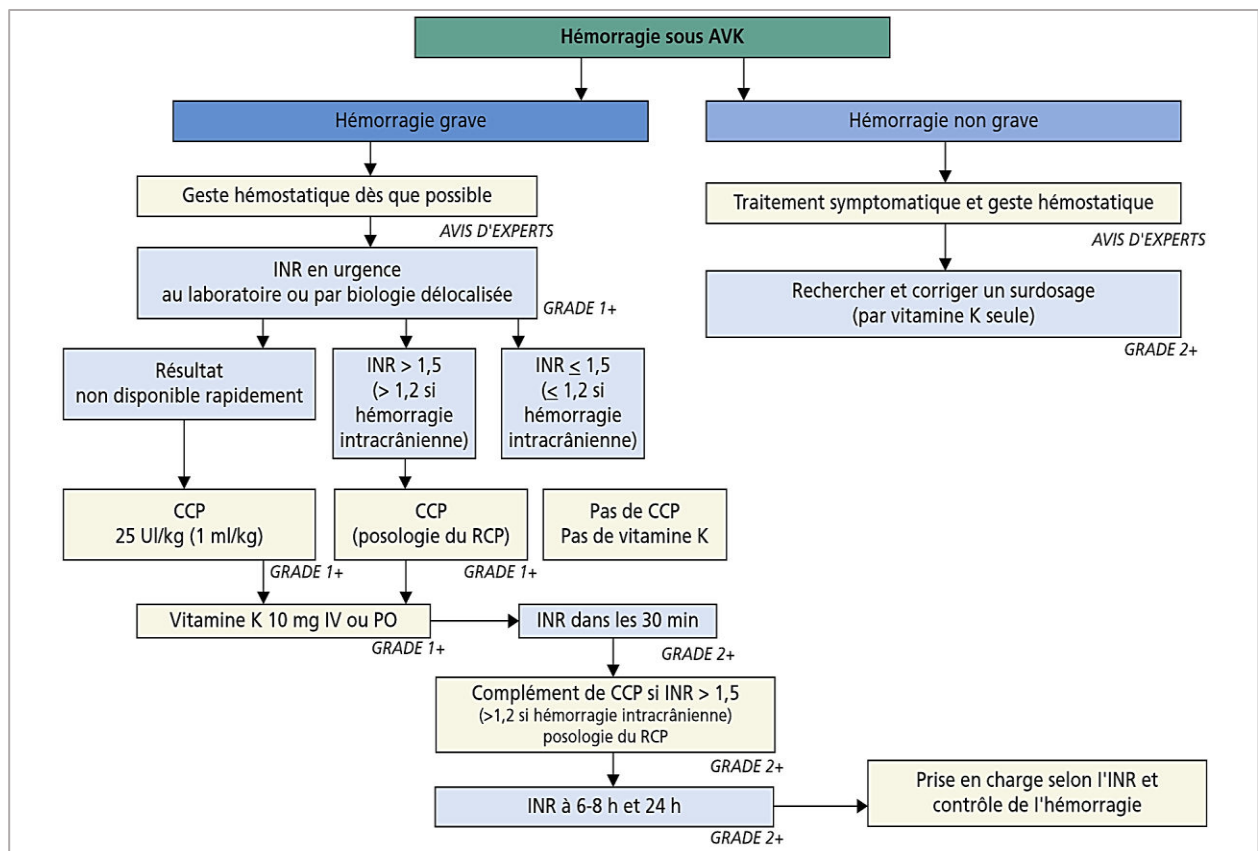 Hémorragie sous AVK
Hémorragie grave
Hémorragie non grave
Geste hémostatique dès que possible
AVIS D'EXPERTS
Traitement symptomatique et geste hémostatique
AVIS D'EXPERTS
INR en urgence
au laboratoire ou par biologie délocalisée
GRADE 1+
Rechercher et corriger un surdosage
(par vitamine K seule)
GRADE 2+
Résultat
non disponible rapidement
INR > 1,5
(> 1,2 si
hémorragie
intracrânienne)
INR ≤ 1,5
(≤ 1,2 si
hémorragie
intracrânienne)
CCP
25 UI/kg (1 ml/kg)
GRADE 1+
CCP
(posologie du RCP)
GRADE 1+
Pas de CCP
Pas de vitamine K
Vitamine K 10 mg IV ou PO
GRADE 1+
INR dans les 30 min
GRADE 2+
Complément de CCP si INR > 1,5
(>1,2 si hémorragie intracrânienne)
posologie du RCP
GRADE 2+
INR à 6-8 h et 24 h
GRADE 2+
Prise en charge selon l'INR et
contrôle de l'hémorragie